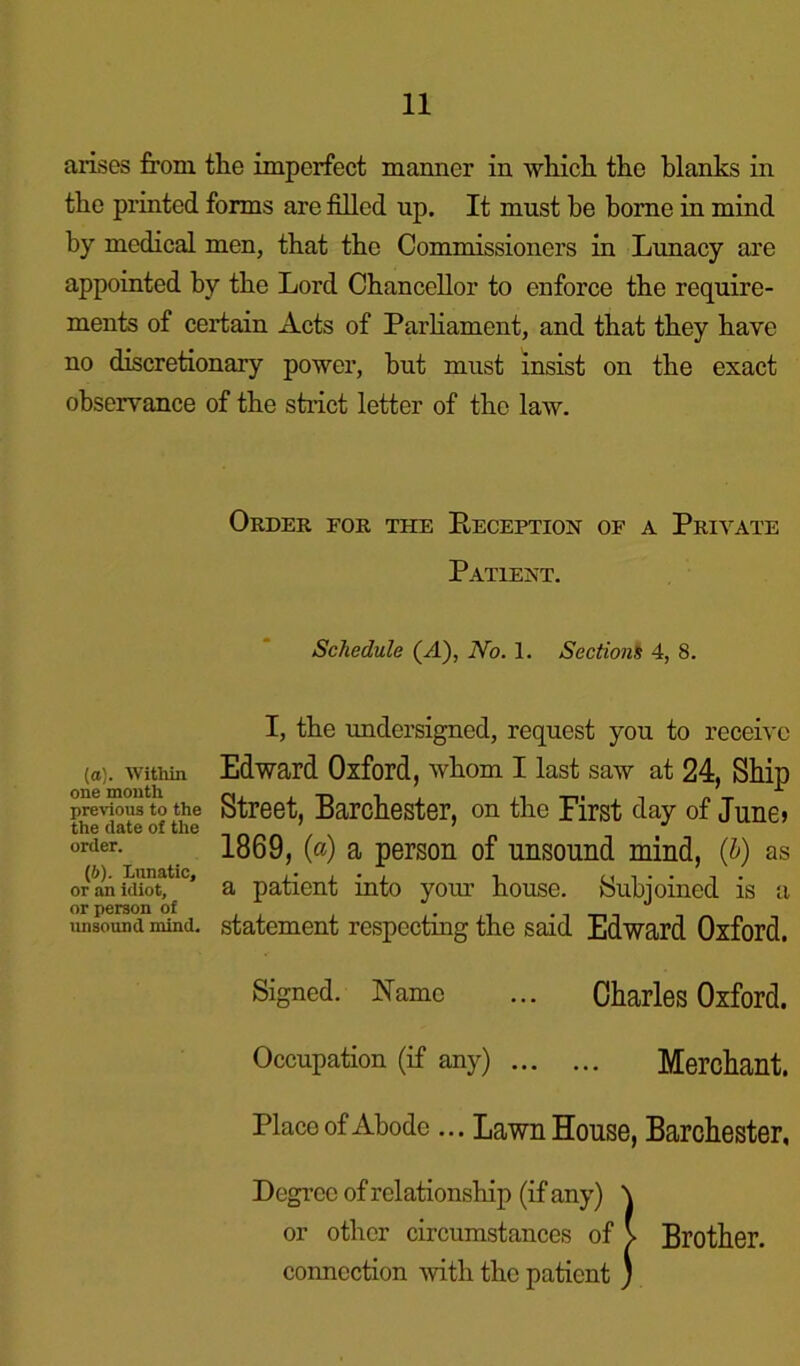 11
arises from the imperfect manner in which the blanks in
the printed forms are filled up. It must be borne in mind
by medical men, that the Commissioners in Lunacy are
appointed by the Lord Chancellor to enforce the require-
ments of certain Acts of Parliament, and that they have
no discretionary power, but must insist on the exact
observance of the strict letter of the law.
Order for the Reception of a Private
Patient.
Schedule (A), No. 1. Sections 4, 8.
(a). Within
one month
previous to the
the date of the
order.
(b). Lunatic,
or an idiot,
or person of
unsound mind.
I, the undersigned, request you to receive
Edward Oxford, whom I last saw at 24, Ship
Street, Barchester, on the First day of June,
1869, (a) a person of unsound mind, (b) as
a patient into your house. Subjoined is a
statement respecting the said Edward Oxford.
Signed. Name ... Charles Oxford.
Occupation (if any) ... ... Merchant.
Place of Abode ... Lawn House, Barchester,
Degree of relationship (if any)
or other circumstances of } Brother.
connection with the patient